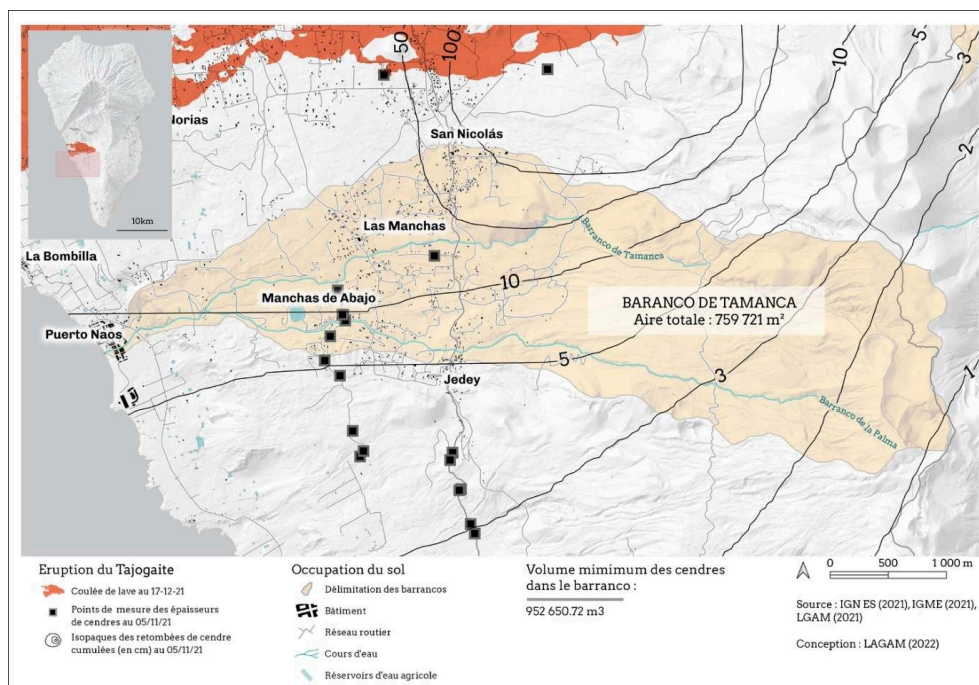 50
100
10
5
3
2
Norias
San Nicolás
10km
Las Manchas
Barranco de Tamanca
La Bombilla
10
Manchas de Abajo
BARANCO DE TAMANCA
Aire totale : 759 721 m²
Puerto Naos
5
3
1
Jedey
Barranco de la Palma
Eruption du Tajogaite
Coulée de lave au 17-12-21
Points de mesure des épaisseurs
de cendres au 05/11/21
Isopaques des retombées de cendre
cumulées (en cm) au 05/11/21
Occupation du sol
Délimitation des barrancos
Bâtiment
Réseau routier
Cours d'eau
Réservoirs d'eau agricole
Volume mimimum des cendres
dans le barranco :
952 650.72 m3
0 500 1 000 m
Source : IGN ES (2021), IGME (2021),
LGAM (2021)
Conception : LAGAM (2022)